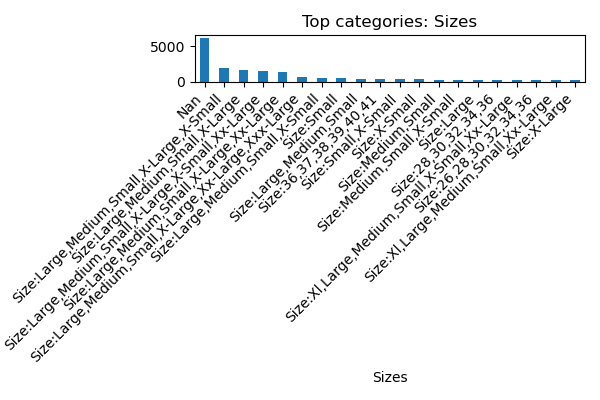 Top categories: Sizes
5000
0
Nan
Size:Large,Medium,Small,X-Large,X-Small
Size:Large,Medium,Small,X-Large
Size:Large,Medium,Small,X-Large,X-Small,Xx-Large
Size:Large,Medium,Small,X-Large,Xx-Large
Size:Large,Medium,Small,X-Large,Xx-Large,Xxx-Large
Size:Large,Medium,Small,X-Small
Size:Small
Size:Large,Medium,Small
Size:36,37,38,39,40,41
Size:Small,X-Small
Size:X-Small
Size:Medium,Small
Size:Medium,Small,X-Small
Size:Large
Size:28,30,32,34,36
Size:Xl,Large,Medium,Small,X-Small,Xx-Large
Size:26,28,30,32,34,36
Size:Xl,Large,Medium,Small,Xx-Large
Size:X-Large
Sizes